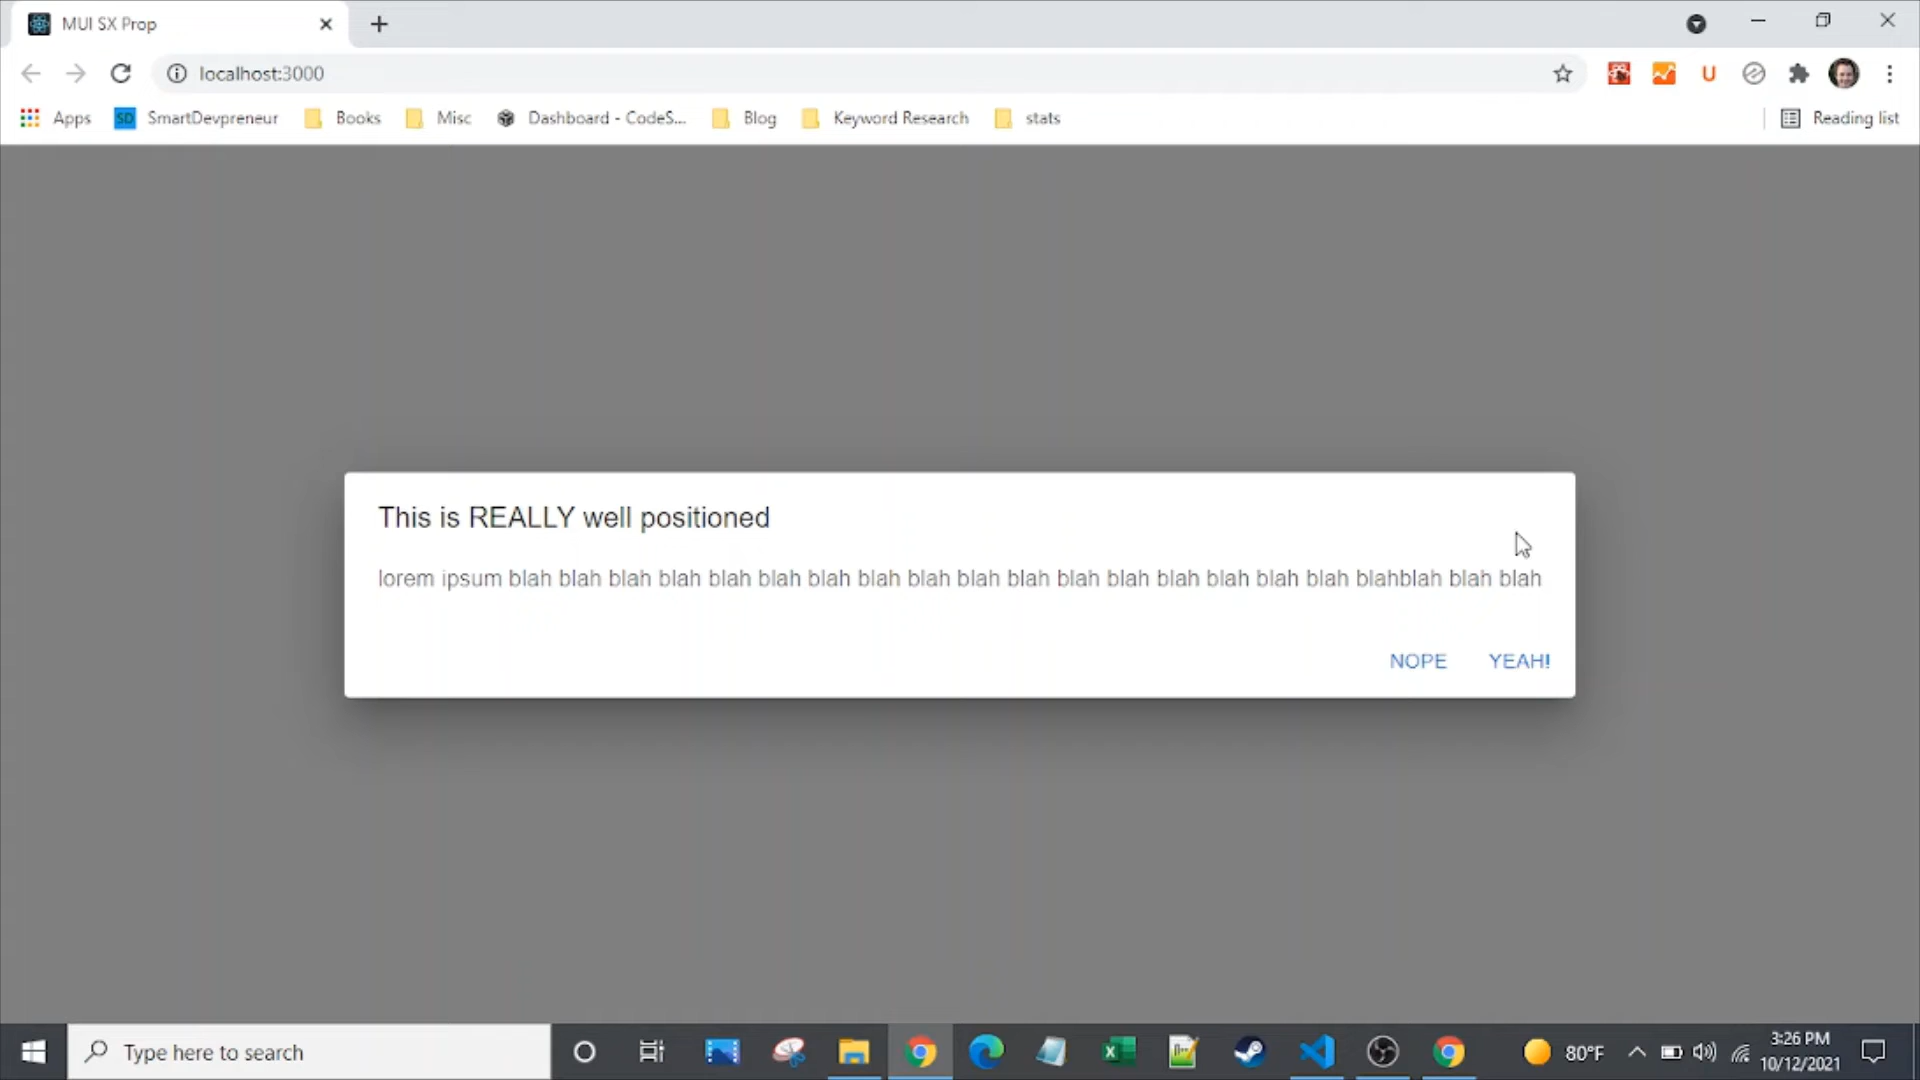 MUI SX Prop
localhost:3000
Apps SD SmartDevpreneur Books Misc Dashboard - CodeS... Blog Keyword Research stats Reading list
This is REALLY well positioned
lorem ipsum blah blah blah blah blah blah blah blah blah blah blah blah blah blah blah blah blah blahblah blah blah
NOPE YEAH!
Type here to search
80°F
3:26 PM
10/12/2021